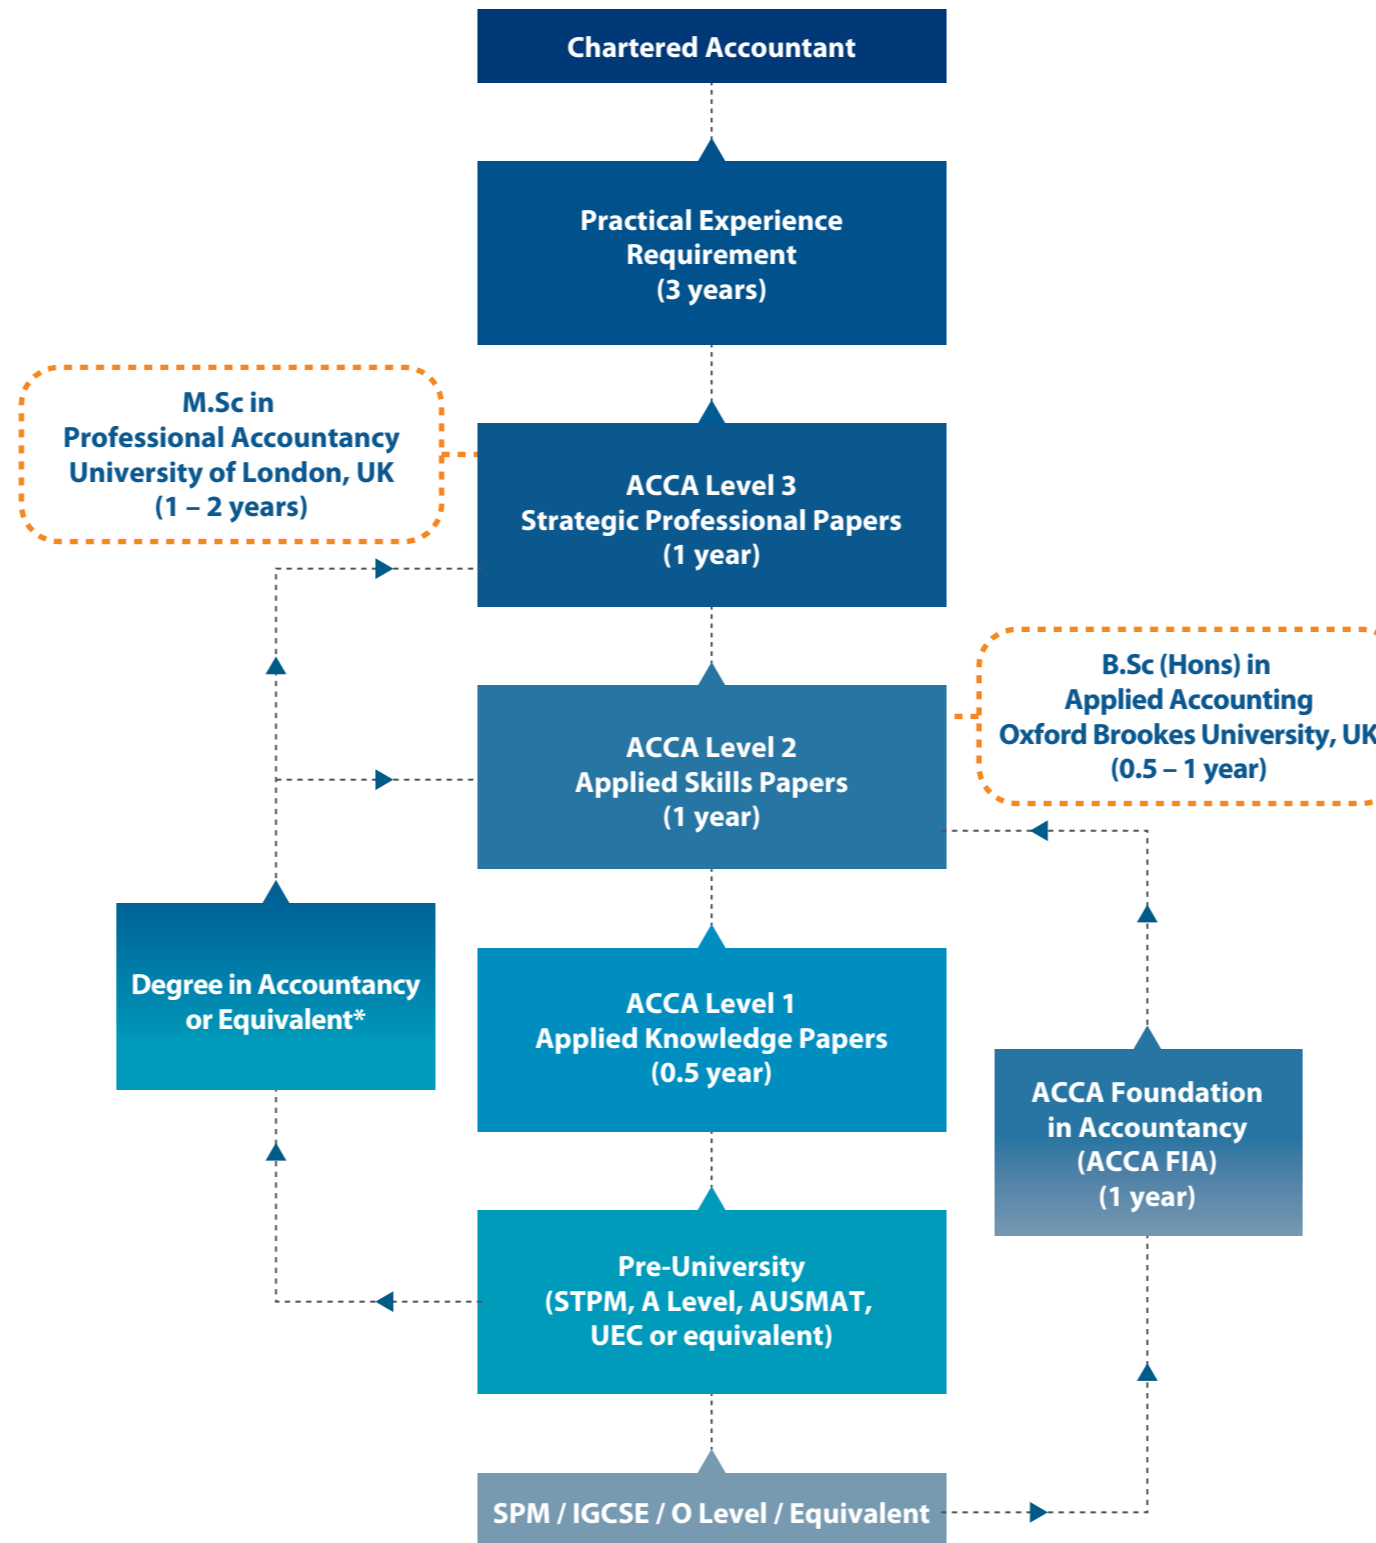 Chartered Accountant
Practical Experience
Requirement
(3 years)
M.Sc in
Professional Accountancy
University of London, UK
(1 – 2 years)
ACCA Level 3
Strategic Professional Papers
(1 year)
B.Sc (Hons) in
Applied Accounting
Oxford Brookes University, UK
(0.5 – 1 year)
ACCA Level 2
Applied Skills Papers
(1 year)
Degree in Accountancy
or Equivalent*
ACCA Level 1
Applied Knowledge Papers
(0.5 year)
ACCA Foundation
in Accountancy
(ACCA FIA)
(1 year)
Pre-University
(STPM, A Level, AUSMAT,
UEC or equivalent)
SPM / IGCSE / O Level / Equivalent